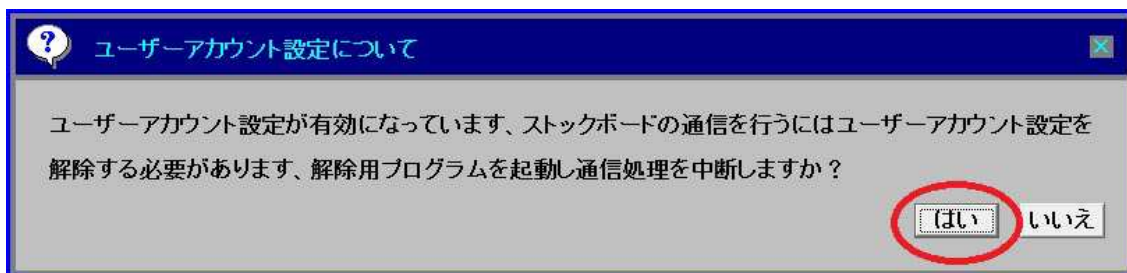 ユーザーアカウント設定について
ユーザーアカウント設定が有効になっています、ストックボードの通信を行うにはユーザーアカウント設定を
解除する必要があります、解除用プログラムを起動し通信処理を中断しますか？
はい いいえ